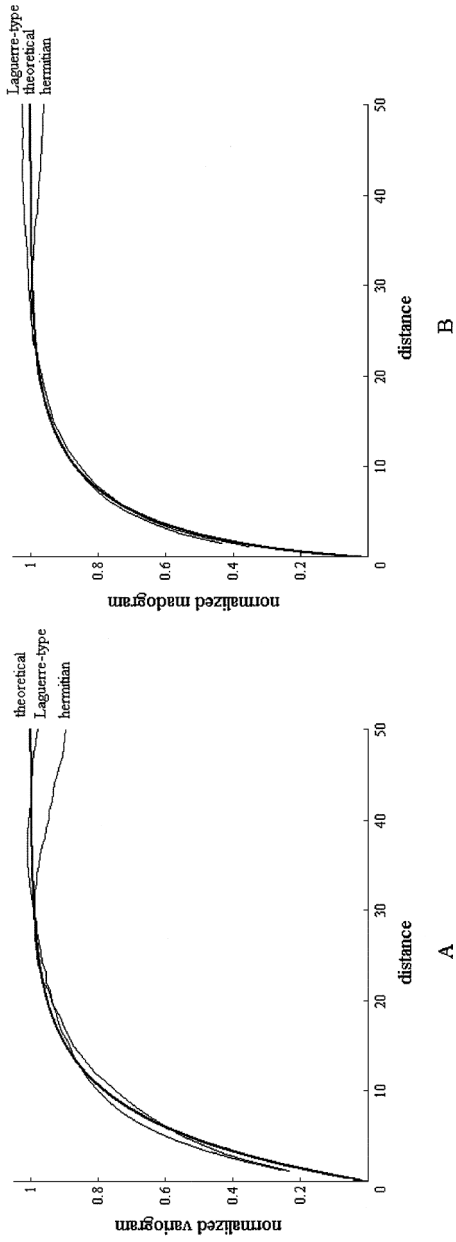 theoretical
Laguerre-type
hermitian
normalized variogram
1
0.8
0.6
0.4
0.2
0
0
10
20
30
40
50
distance
A
Laguerre-type
theoretical
hermitian
normalized madogram
1
0.8
0.6
0.4
0.2
0
10
20
30
40
50
distance
B